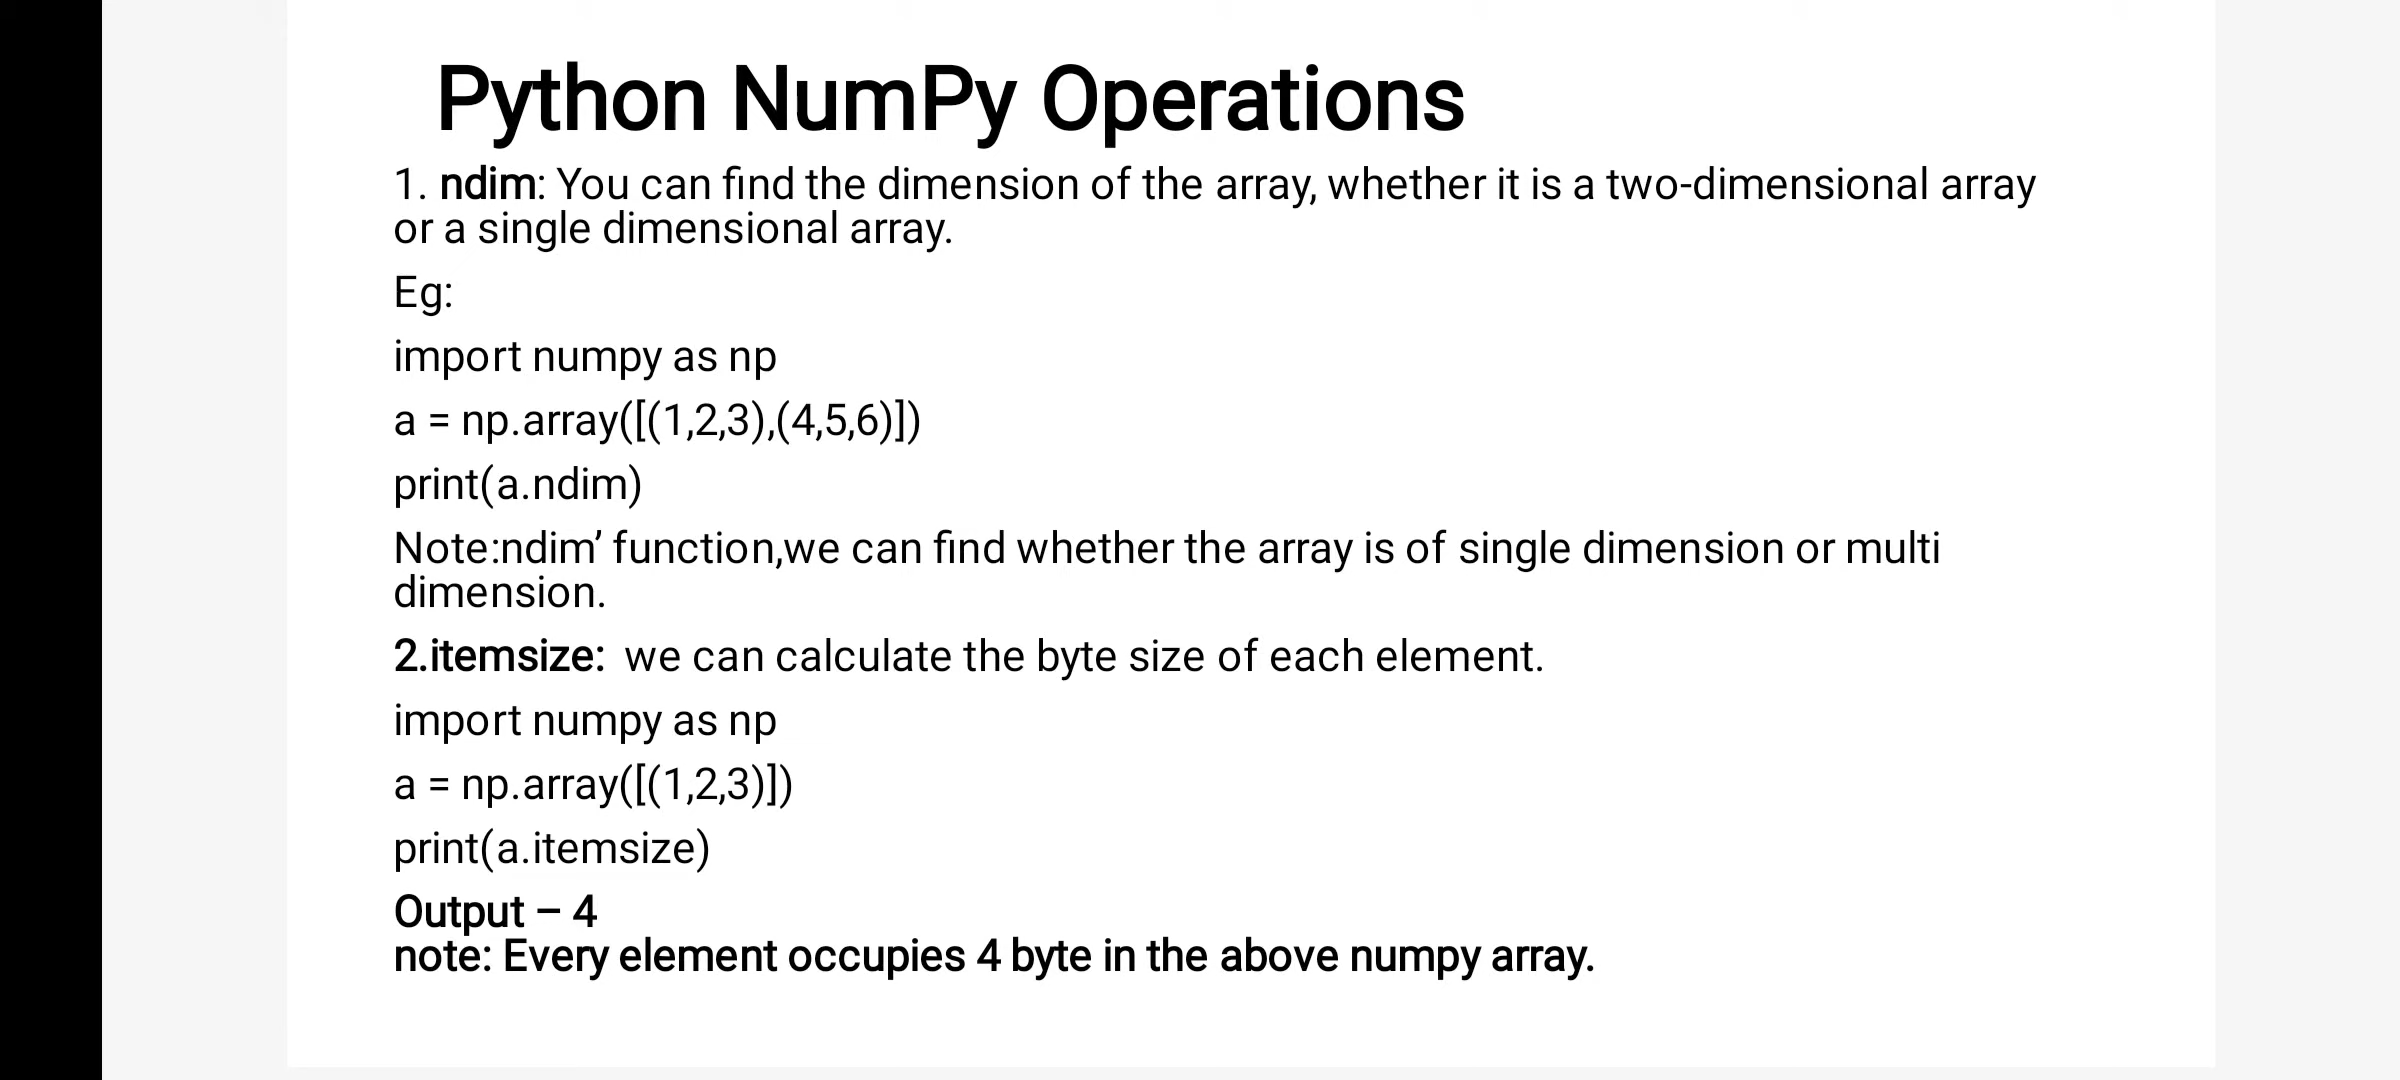 Python NumPy Operations
1. ndim: You can find the dimension of the array, whether it is a two-dimensional array
or a single dimensional array.
Eg:
import numpy as np
a = np.array([(1,2,3),(4,5,6)])
print(a.ndim)
Note:ndim’ function,we can find whether the array is of single dimension or multi
dimension.
2.itemsize:  we can calculate the byte size of each element.
import numpy as np
a = np.array([(1,2,3)])
print(a.itemsize)
Output – 4
note: Every element occupies 4 byte in the above numpy array.